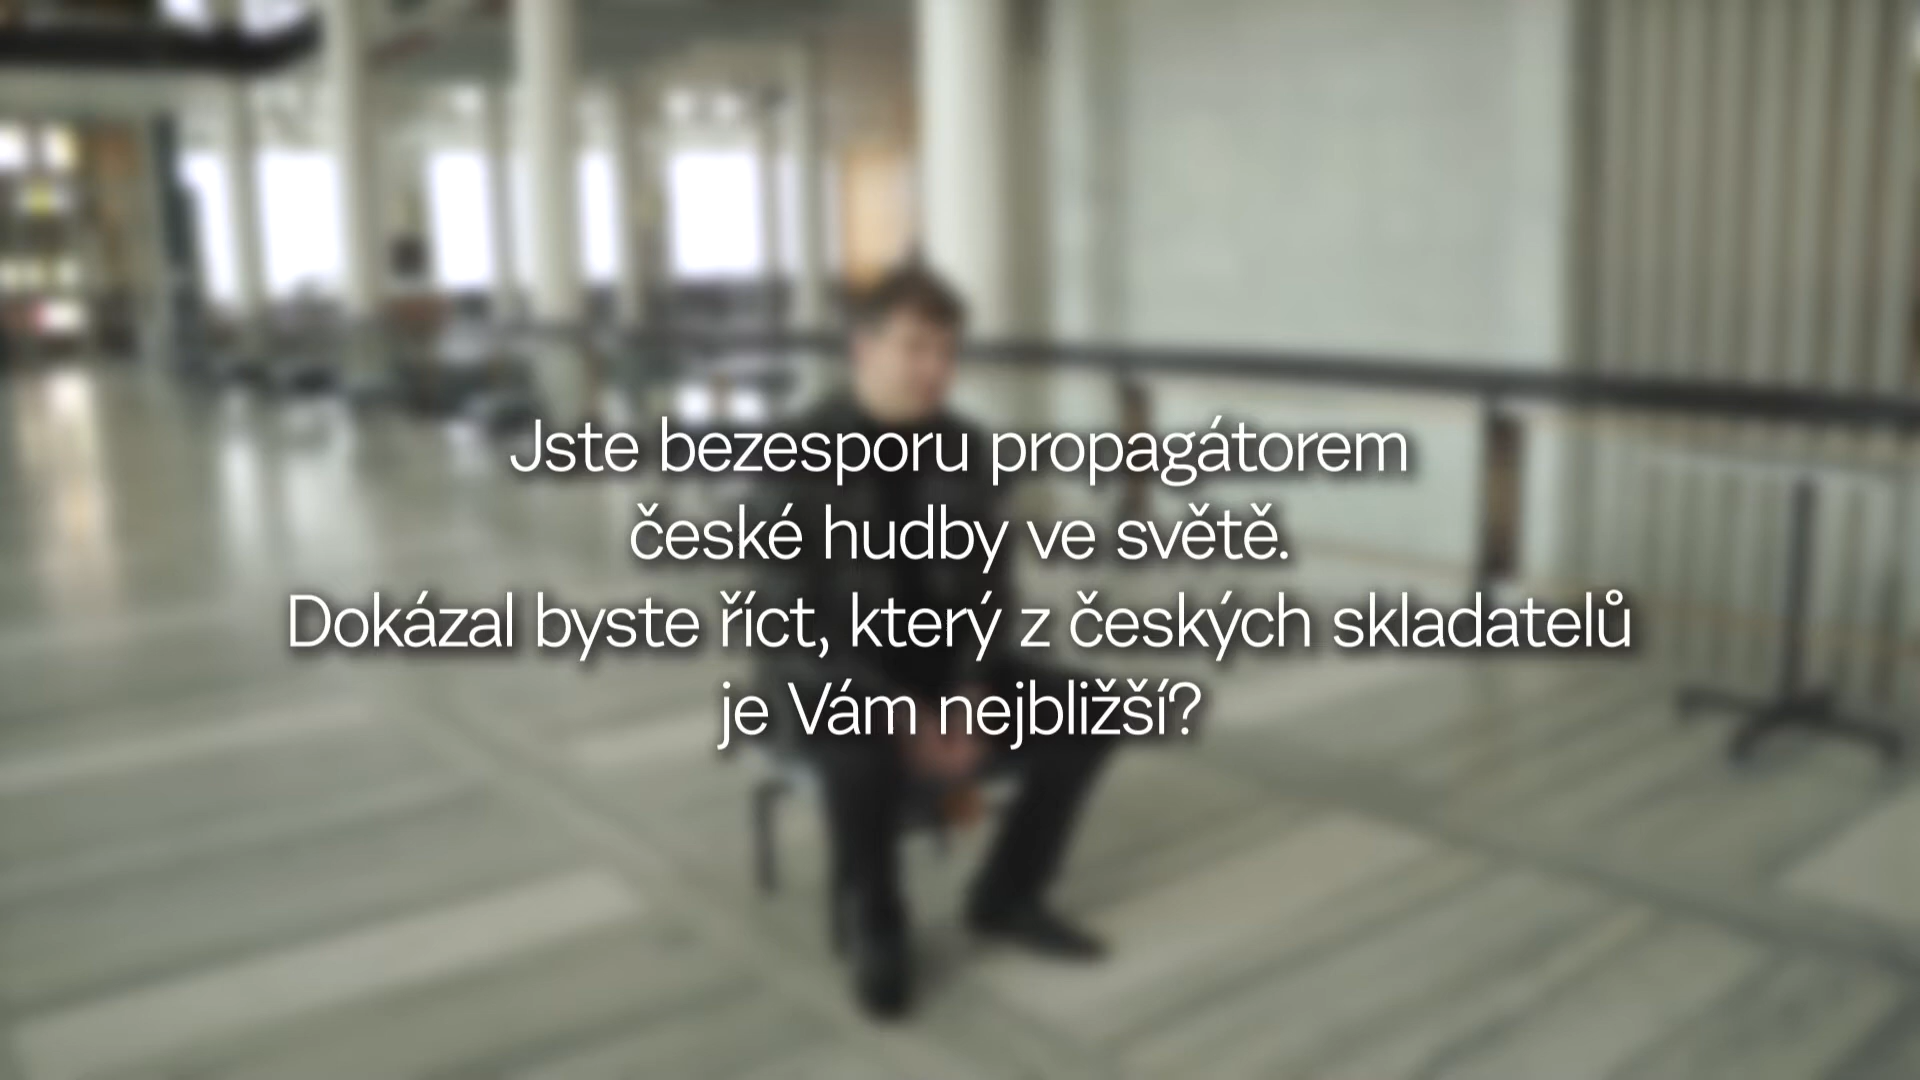 Jste bezesporu propagátorem
české hudby ve světě.
Dokázal byste říct, který z českých skladatelů
je Vám nejbližší?